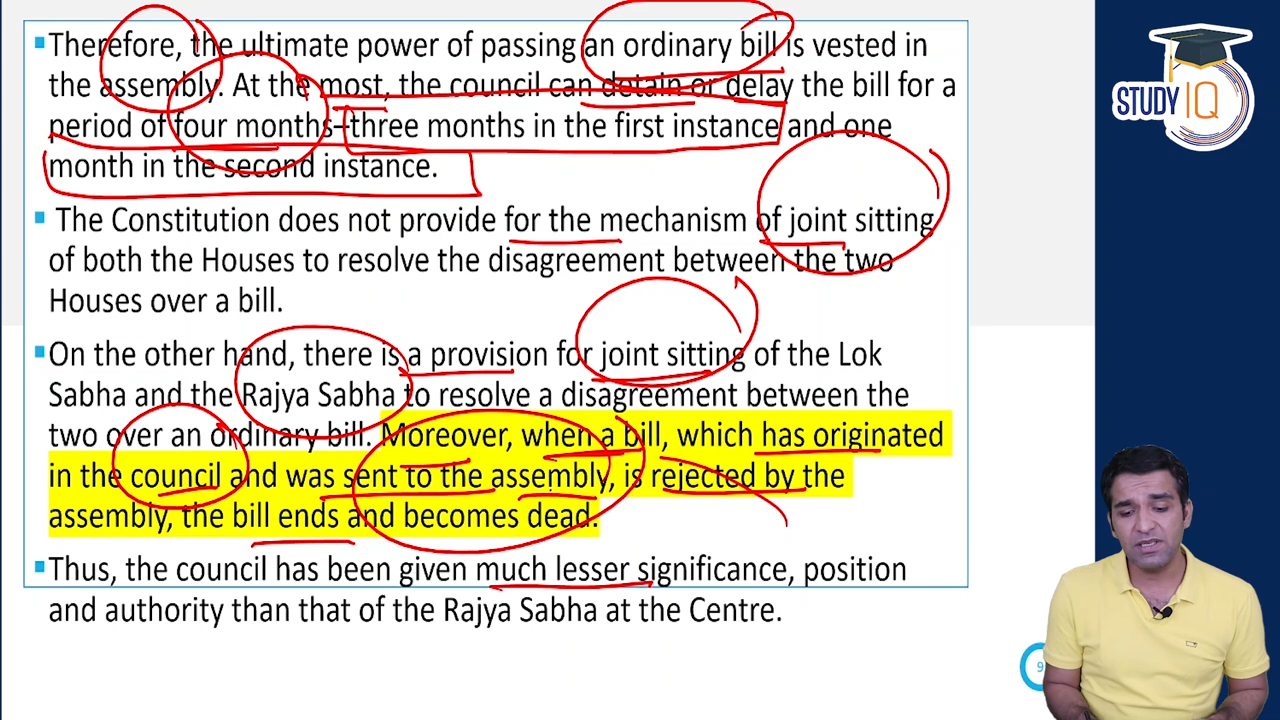 ▪Therefore, the ultimate power of passing an ordinary bill is vested in
the assembly. At the most, the council can detain or delay the bill for a
period of four months–three months in the first instance and one
month in the second instance.
▪ The Constitution does not provide for the mechanism of joint sitting
of both the Houses to resolve the disagreement between the two
Houses over a bill.
▪On the other hand, there is a provision for joint sitting of the Lok
Sabha and the Rajya Sabha to resolve a disagreement between the
two over an ordinary bill. Moreover, when a bill, which has originated
in the council and was sent to the assembly, is rejected by the
assembly, the bill ends and becomes dead.
▪Thus, the council has been given much lesser significance, position
and authority than that of the Rajya Sabha at the Centre.
STUDY IQ
9